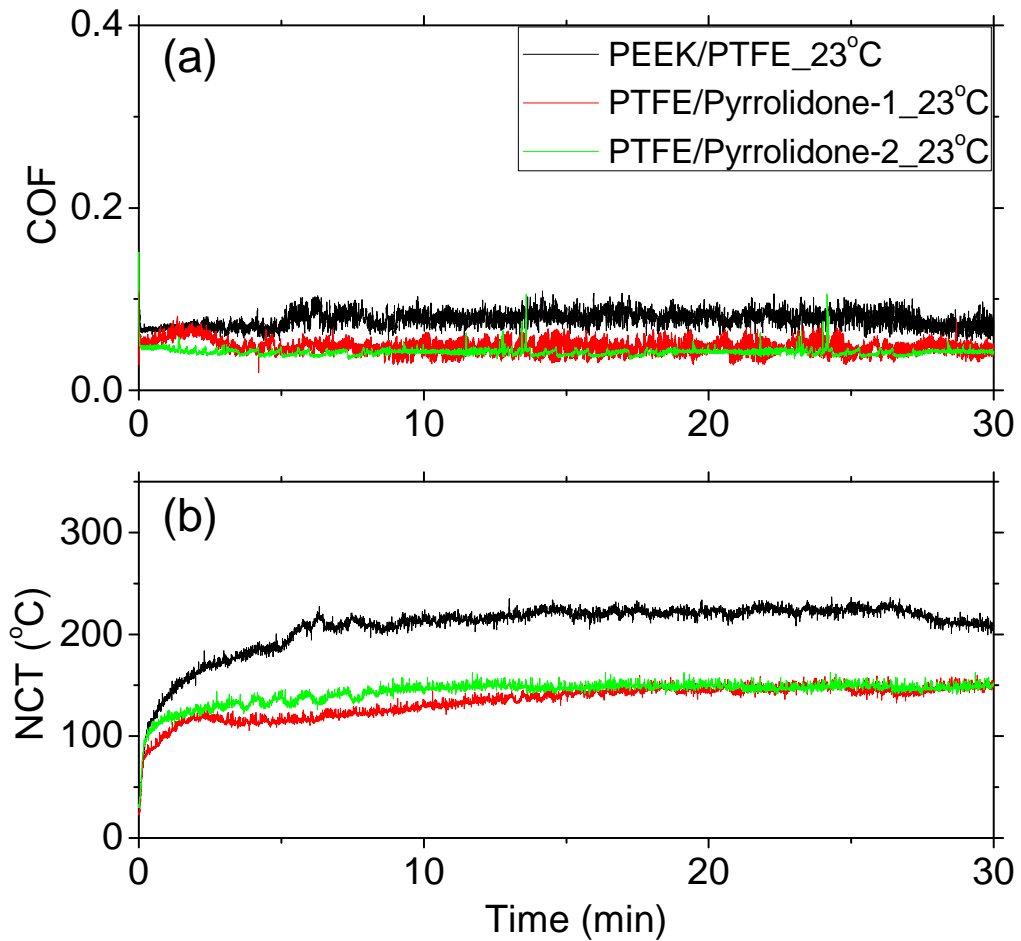 0.4
(a)
PEEK/PTFE_23°C
PTFE/Pyrrolidone-1_23°C
PTFE/Pyrrolidone-2_23°C
COF
0.2
0.0
0 10 20 30
(b)
300
NCT (°C)
200
100
0
0 10 20 30
Time (min)